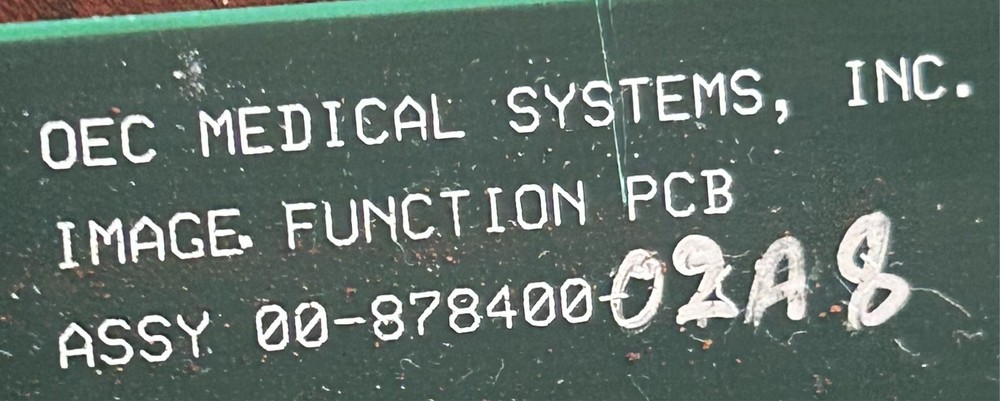 OEC MEDICAL SYSTEMS, INC.
IMAGE FUNCTION PCB
ASSY 00-878400-02A8